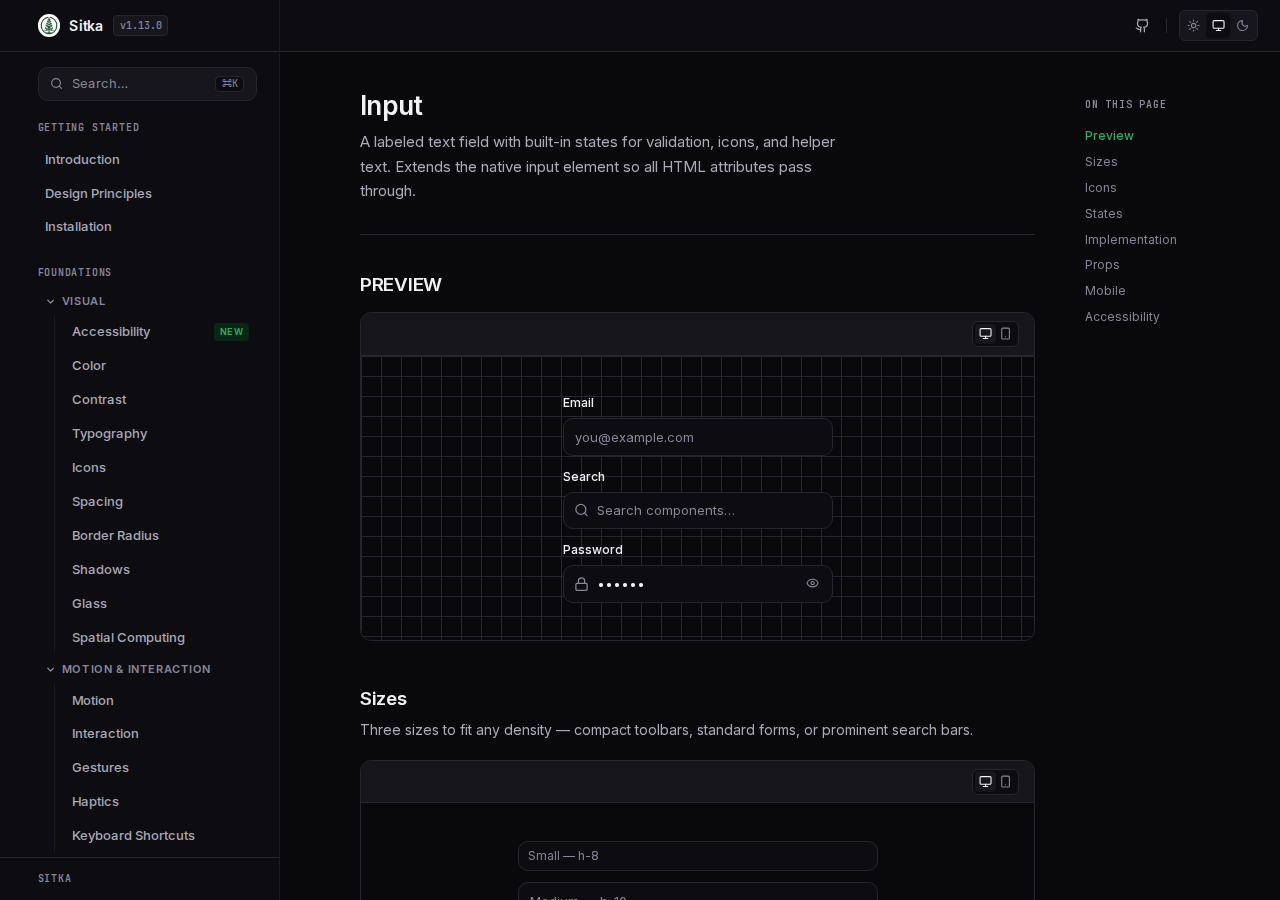 Sitka
v1.13.0
Search...
⌘K
GETTING STARTED
Introduction
Design Principles
Installation
FOUNDATIONS
VISUAL
Accessibility
NEW
Color
Contrast
Typography
Icons
Spacing
Border Radius
Shadows
Glass
Spatial Computing
MOTION & INTERACTION
Motion
Interaction
Gestures
Haptics
Keyboard Shortcuts
SITKA
Input
A labeled text field with built-in states for validation, icons, and helper
text. Extends the native input element so all HTML attributes pass
through.
PREVIEW
Email
you@example.com
Search
Search components...
Password
••••••
Sizes
Three sizes to fit any density — compact toolbars, standard forms, or prominent search bars.
Small — h-8
Medium — h-10
ON THIS PAGE
Preview
Sizes
Icons
States
Implementation
Props
Mobile
Accessibility